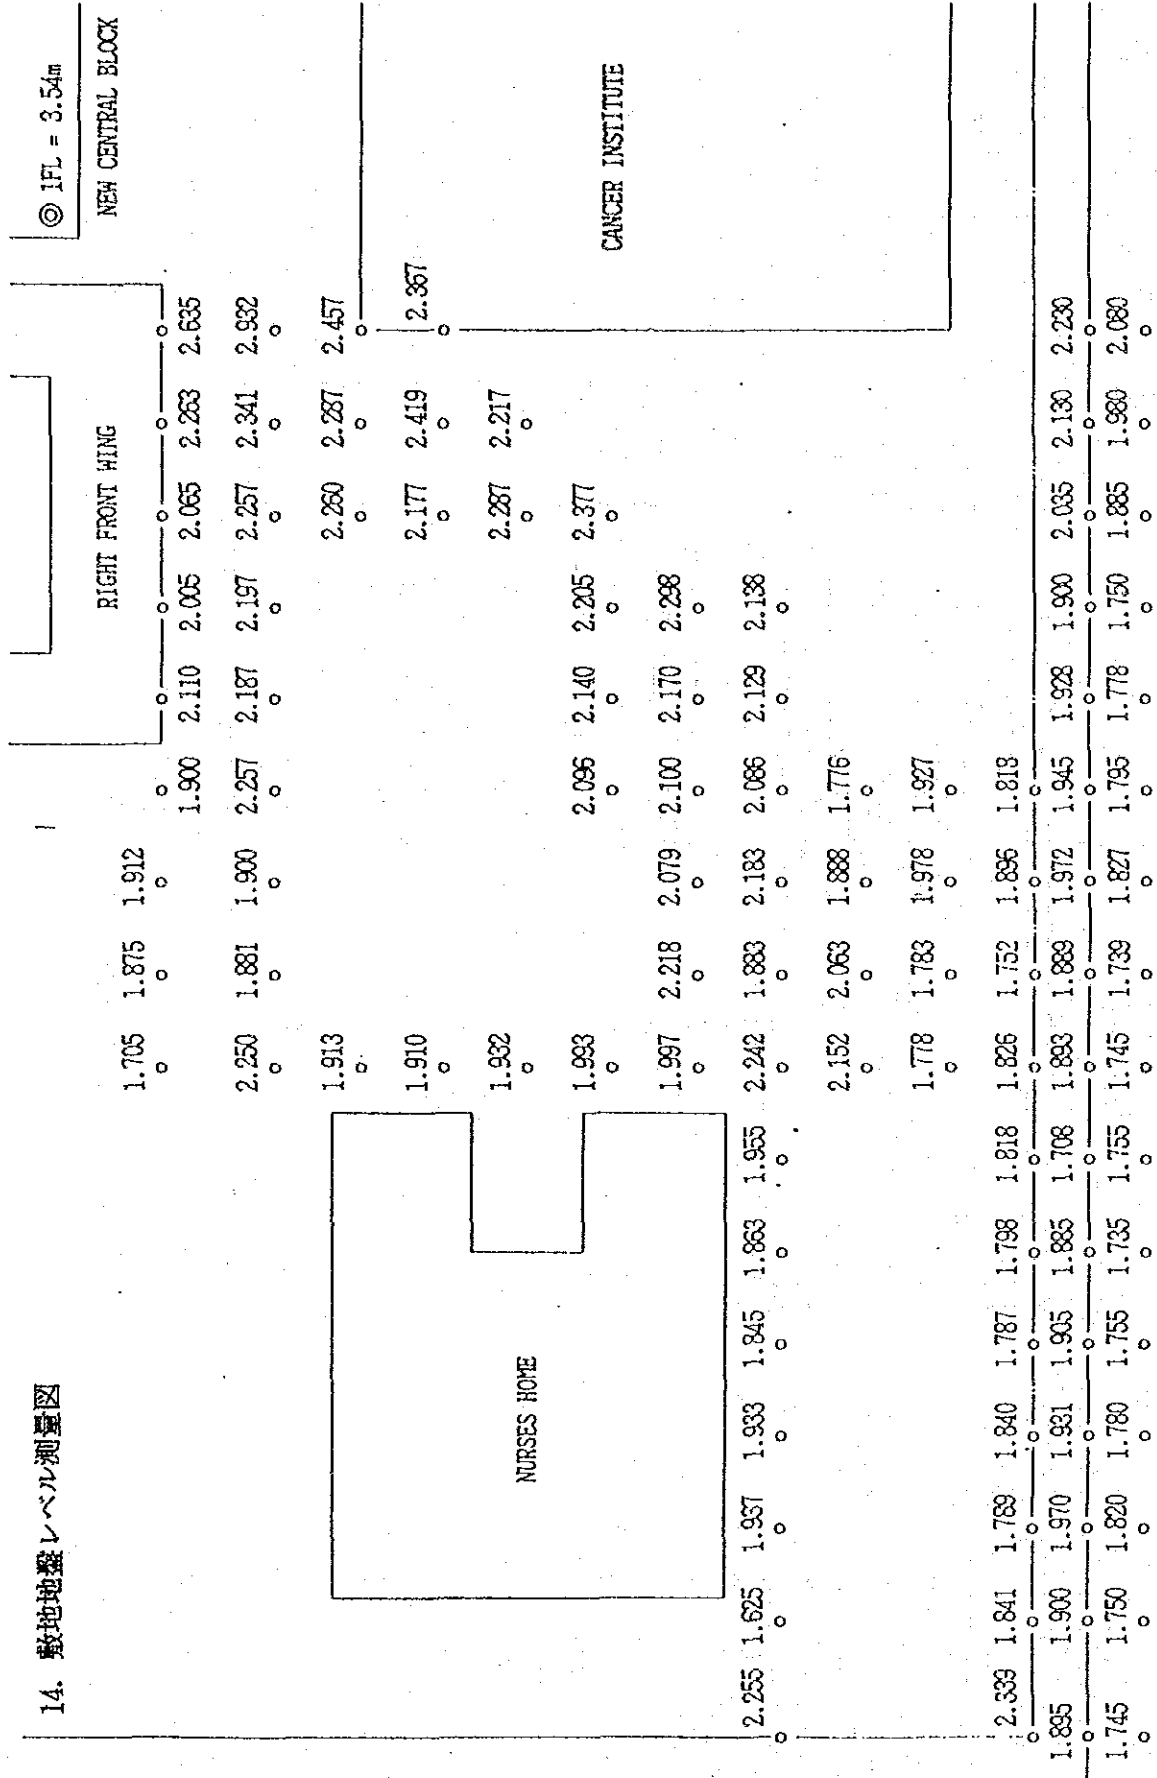 14. 敷地地盤レベル測量図
◎ 1FL = 3.54m
RIGHT FRONT WING
NEW CENTRAL BLOCK
1.705 1.875 1.912
1.900 2.110 2.005 2.065 2.263 2.635
2.250 1.881 1.900 2.257 2.187 2.197 2.257 2.341 2.932
1.913 2.260 2.287 2.457
1.910 2.177 2.419 2.367
1.932 2.287 2.217
NURSES HOME
1.993 2.096 2.140 2.205 2.377
CANCER INSTITUTE
1.997 2.218 2.079 2.100 2.170 2.298
2.255 1.625 1.937 1.933 1.845 1.863 1.955 2.242 1.883 2.183 2.086 2.129 2.138
2.152 2.063 1.888 1.776
1.778 1.783 1.978 1.927
2.339 1.841 1.769 1.840 1.787 1.798 1.818 1.826 1.752 1.896 1.818
1.895 1.900 1.970 1.931 1.905 1.885 1.708 1.893 1.889 1.972 1.945 1.928 1.900 2.035 2.130 2.230
1.745 1.750 1.820 1.780 1.755 1.735 1.755 1.745 1.739 1.827 1.795 1.778 1.750 1.885 1.980 2.080